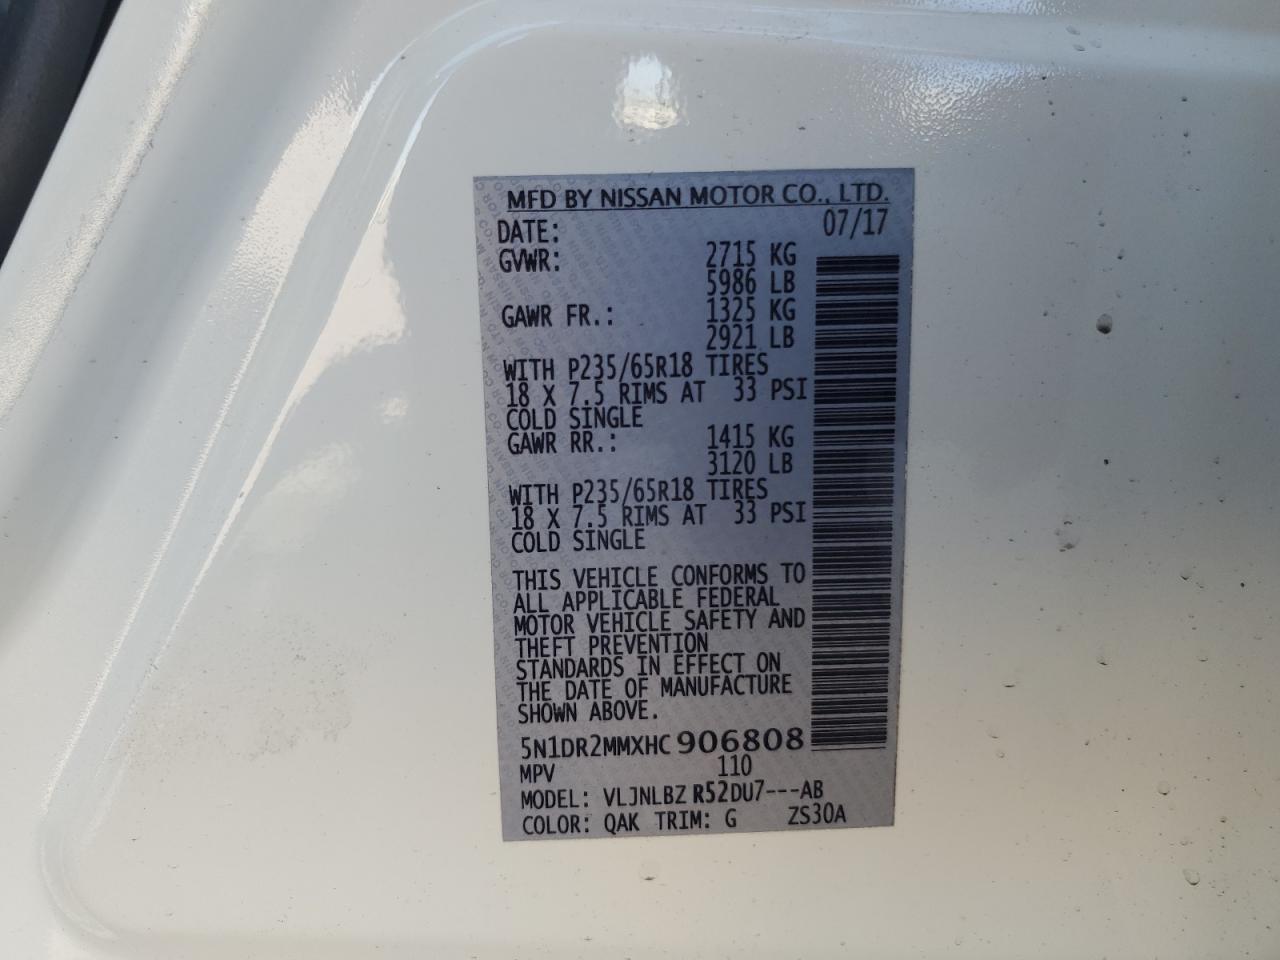 MFD BY NISSAN MOTOR CO., LTD.
DATE: 07/17
GVWR: 2715 KG
5986 LB
GAWR FR.: 1325 KG
2921 LB
WITH P235/65R18 TIRES
18 X 7.5 RIMS AT 33 PSI
COLD SINGLE
GAWR RR.: 1415 KG
3120 LB
WITH P235/65R18 TIRES
18 X 7.5 RIMS AT 33 PSI
COLD SINGLE
THIS VEHICLE CONFORMS TO
ALL APPLICABLE FEDERAL
MOTOR VEHICLE SAFETY AND
THEFT PREVENTION
STANDARDS IN EFFECT ON
THE DATE OF MANUFACTURE
SHOWN ABOVE.
5N1DR2MMXHC906808
MPV 110
MODEL: VLJNLBZ R52DU7---AB
COLOR: QAK TRIM: G ZS30A